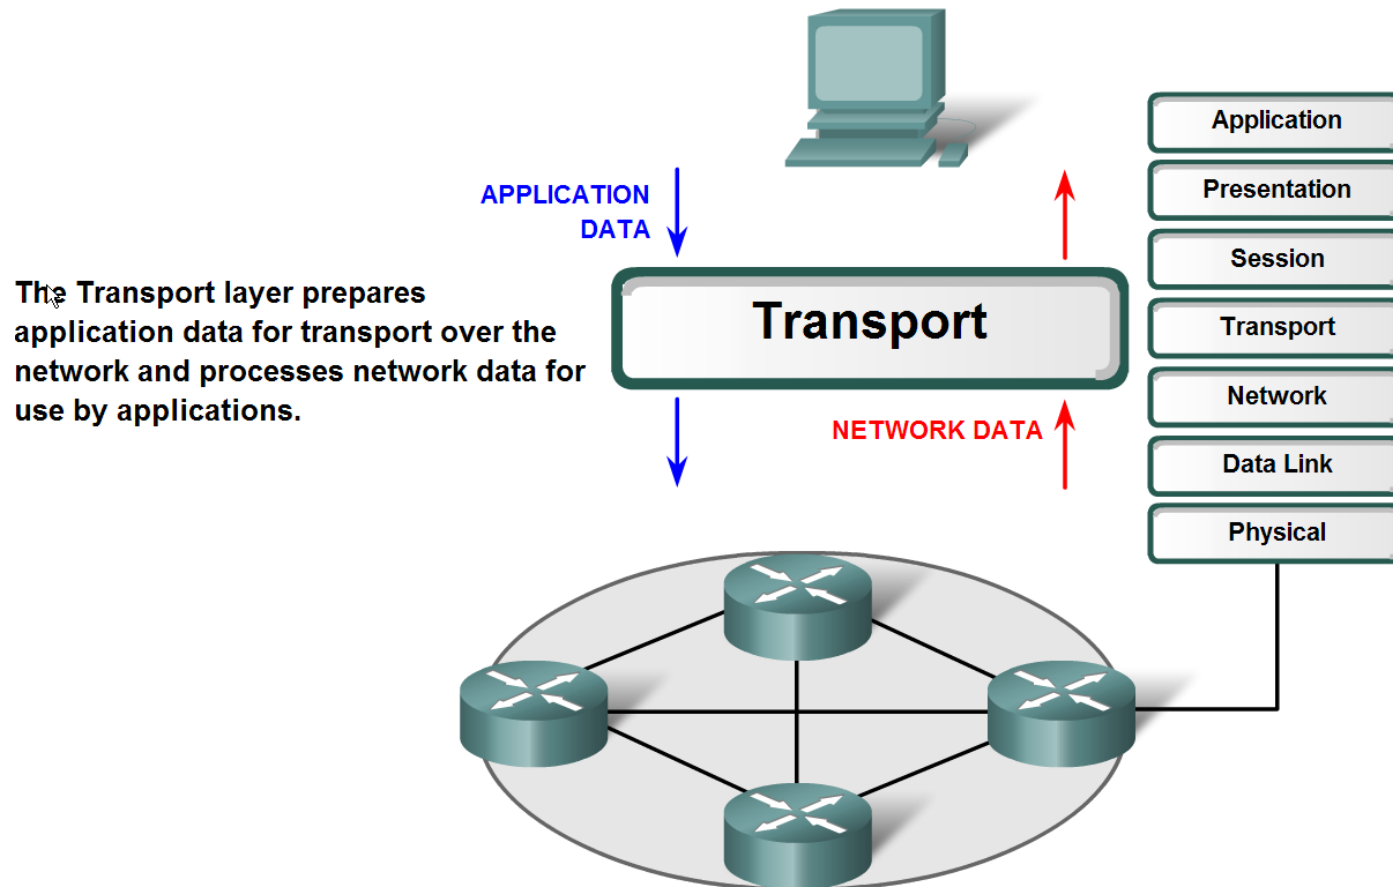 APPLICATION
DATA
The Transport layer prepares
application data for transport over the
network and processes network data for
use by applications.
Transport
NETWORK DATA
Application
Presentation
Session
Transport
Network
Data Link
Physical